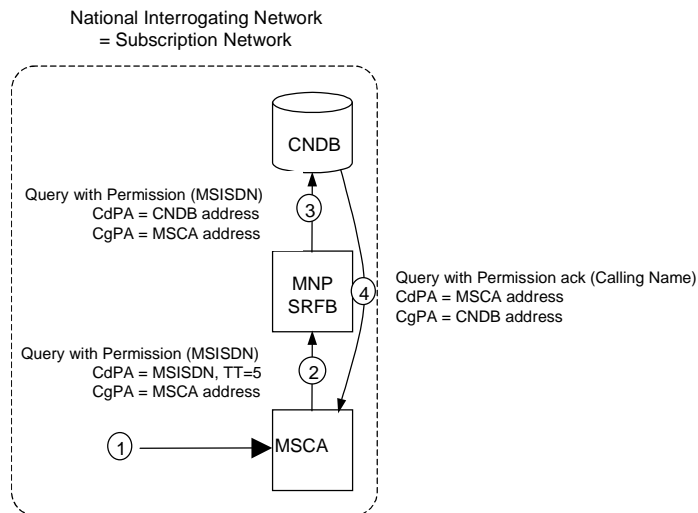 National Interrogating Network
= Subscription Network
CNDB
Query with Permission (MSISDN)
CdPA = CNDB address
CgPA = MSCA address
3
MNP
SRFB
4
Query with Permission ack (Calling Name)
CdPA = MSCA address
CgPA = CNDB address
Query with Permission (MSISDN)
CdPA = MSISDN, TT=5
CgPA = MSCA address
2
1
MSCA